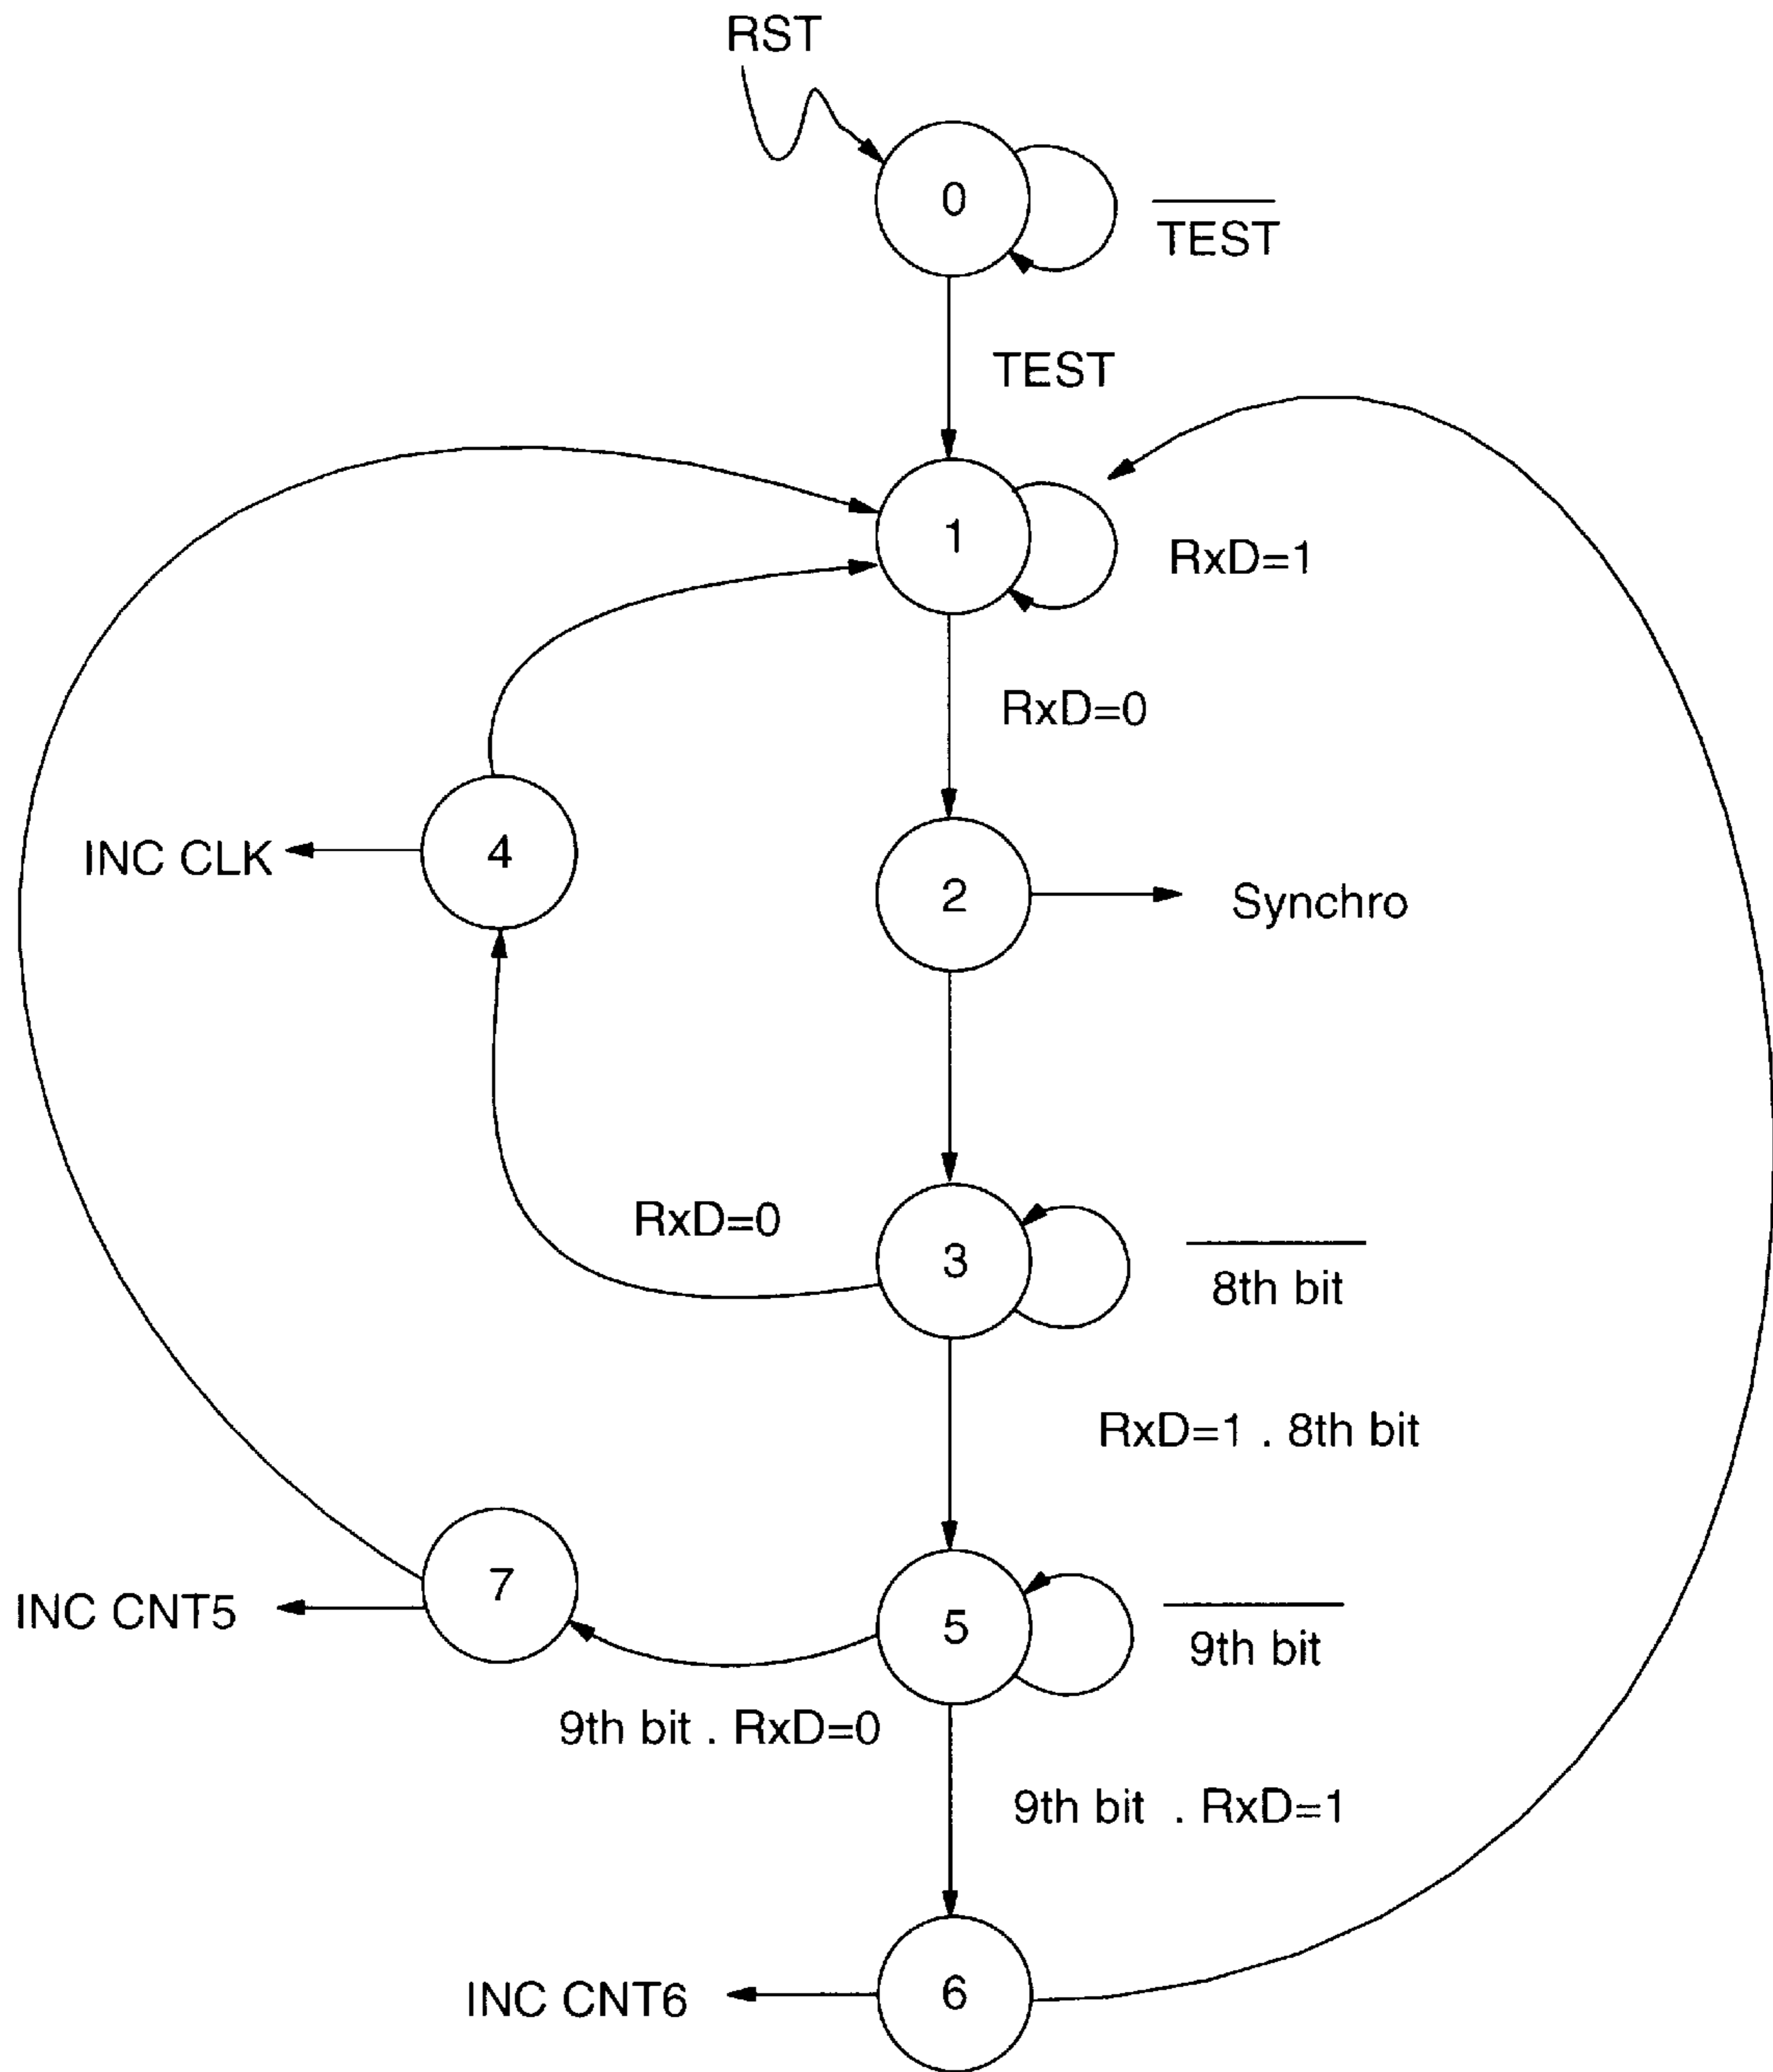 RST
0
TEST
TEST
1
RxD=1
RxD=0
4
INC CLK
2
Synchro
RxD=0
3
8th bit
RxD=1 . 8th bit
7
INC CNT5
5
9th bit
9th bit . RxD=0
9th bit . RxD=1
INC CNT6
6